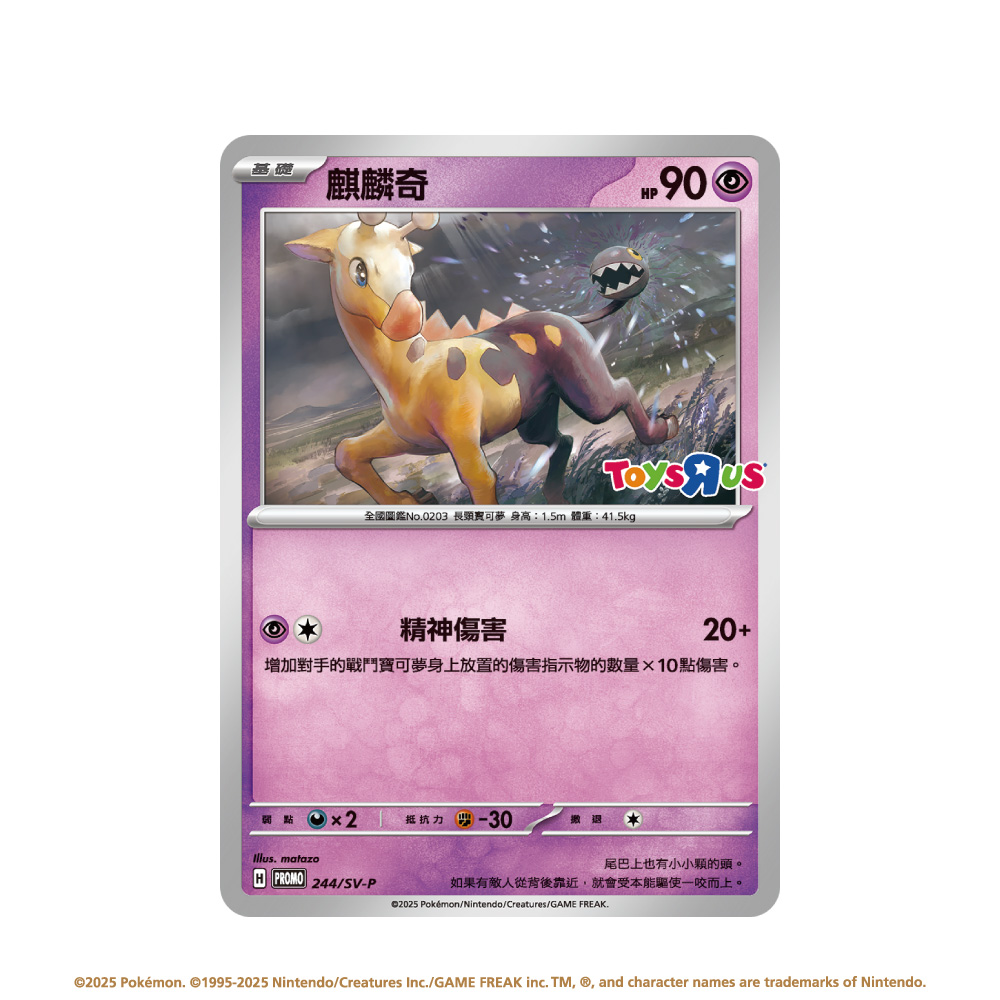 基礎 麒麟奇 HP 90
ToysRus
全國圖鑑No.0203 長頸寶可夢 身高：1.5m 體重：41.5kg
精神傷害 20+
增加對手的戰鬥寶可夢身上放置的傷害指示物的數量×10點傷害。
弱點 ×2 抵抗力 -30 撤退
Illus. matazo
尾巴上也有小小顆的頭。
H PROMO 244/SV-P
如果有敵人從背後靠近，就會受本能驅使一咬而上。
©2025 Pokémon/Nintendo/Creatures/GAME FREAK.
©2025 Pokémon. ©1995-2025 Nintendo/Creatures Inc./GAME FREAK inc. TM, ®, and character names are trademarks of Nintendo.